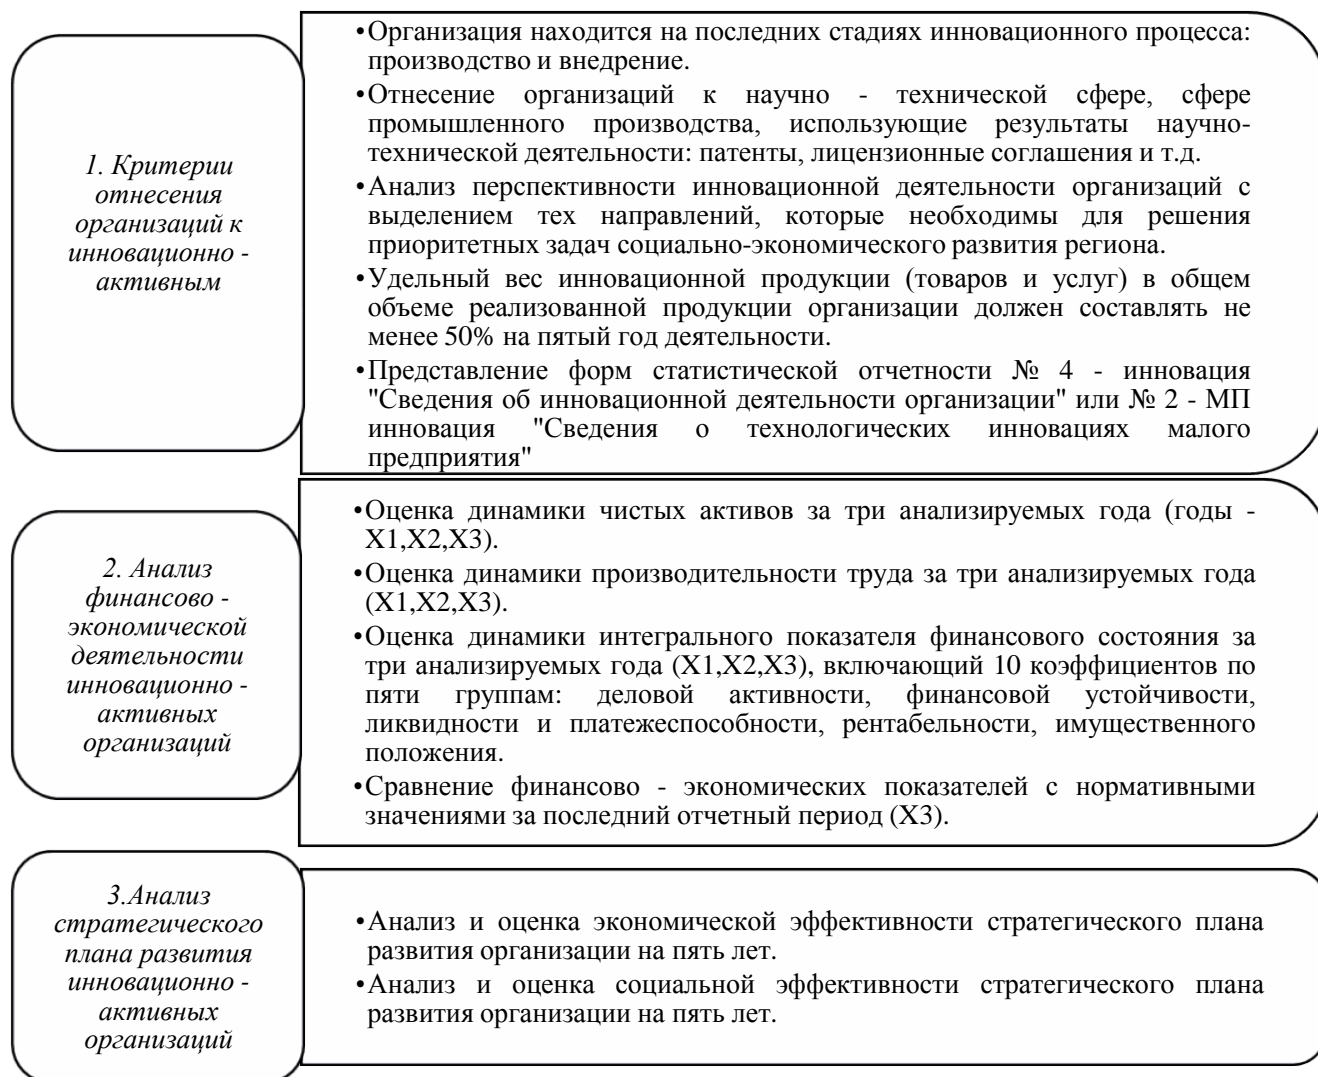 1. Критерии
отнесения
организаций к
инновационно -
активным
•Организация находится на последних стадиях инновационного процесса:
производство и внедрение.
•Отнесение организаций к научно - технической сфере, сфере
промышленного производства, использующие результаты научно-
технической деятельности: патенты, лицензионные соглашения и т.д.
•Анализ перспективности инновационной деятельности организаций с
выделением тех направлений, которые необходимы для решения
приоритетных задач социально-экономического развития региона.
•Удельный вес инновационной продукции (товаров и услуг) в общем
объеме реализованной продукции организации должен составлять не
менее 50% на пятый год деятельности.
•Представление форм статистической отчетности № 4 - инновация
"Сведения об инновационной деятельности организации" или № 2 - МП
инновация "Сведения о технологических инновациях малого
предприятия"
2. Анализ
финансово -
экономической
деятельности
инновационно -
активных
организаций
•Оценка динамики чистых активов за три анализируемых года (годы -
X1,X2,X3).
•Оценка динамики производительности труда за три анализируемых года
(X1,X2,X3).
•Оценка динамики интегрального показателя финансового состояния за
три анализируемых года (X1,X2,X3), включающий 10 коэффициентов по
пяти группам: деловой активности, финансовой устойчивости,
ликвидности и платежеспособности, рентабельности, имущественного
положения.
•Сравнение финансово - экономических показателей с нормативными
значениями за последний отчетный период (X3).
3.Анализ
стратегического
плана развития
инновационно -
активных
организаций
•Анализ и оценка экономической эффективности стратегического плана
развития организации на пять лет.
•Анализ и оценка социальной эффективности стратегического плана
развития организации на пять лет.